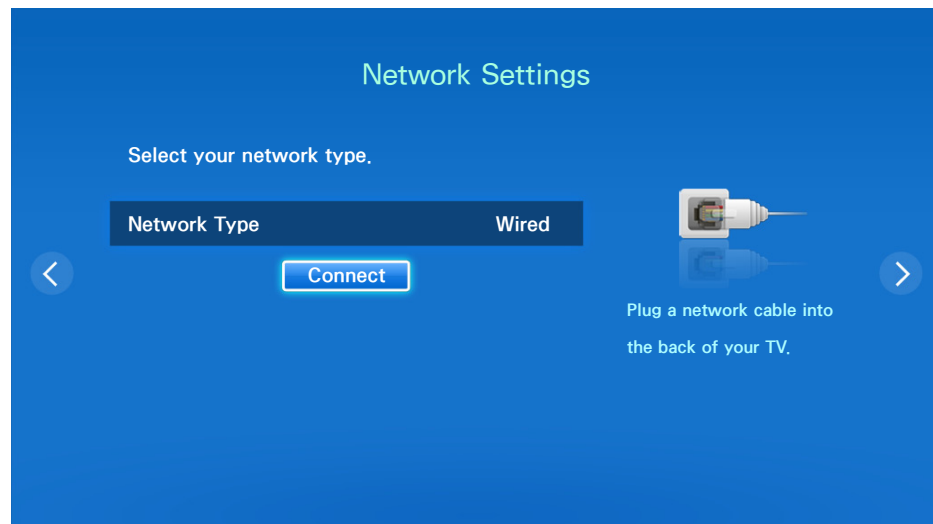 Network Settings
Select your network type.
Network Type Wired
Connect
Plug a network cable into
the back of your TV.